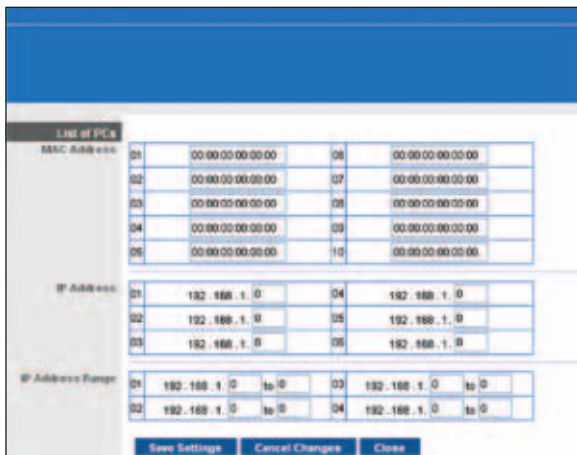 List of PCs
MAC Address
01 00:00:00:00:00:00 06 00:00:00:00:00:00
02 00:00:00:00:00:00 07 00:00:00:00:00:00
03 00:00:00:00:00:00 08 00:00:00:00:00:00
04 00:00:00:00:00:00 09 00:00:00:00:00:00
05 00:00:00:00:00:00 10 00:00:00:00:00:00
IP Address
01 192 . 168 . 1. 0 04 192 . 168 . 1. 0
02 192 . 168 . 1. 0 05 192 . 168 . 1. 0
03 192 . 168 . 1. 0 06 192 . 168 . 1. 0
IP Address Range
01 192 . 168 . 1. 0 to 0 03 192 . 168 . 1. 0 to 0
02 192 . 168 . 1. 0 to 0 04 192 . 168 . 1. 0 to 0
Save Settings Cancel Changes Close